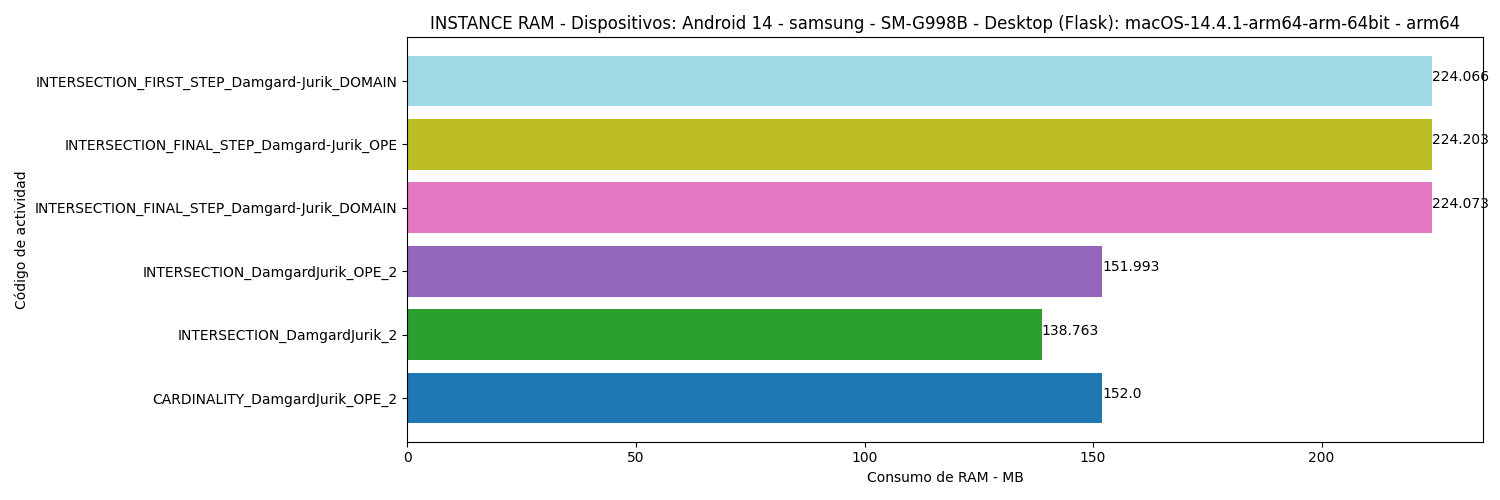 INSTANCE RAM - Dispositivos: Android 14 - samsung - SM-G998B - Desktop (Flask): macOS-14.4.1-arm64-arm-64bit - arm64
Código de actividad
INTERSECTION_FIRST_STEP_Damgard-Jurik_DOMAIN 224.066
INTERSECTION_FINAL_STEP_Damgard-Jurik_OPE 224.203
INTERSECTION_FINAL_STEP_Damgard-Jurik_DOMAIN 224.073
INTERSECTION_DamgardJurik_OPE_2 151.993
INTERSECTION_DamgardJurik_2 138.763
CARDINALITY_DamgardJurik_OPE_2 152.0
0 50 100 150 200
Consumo de RAM - MB